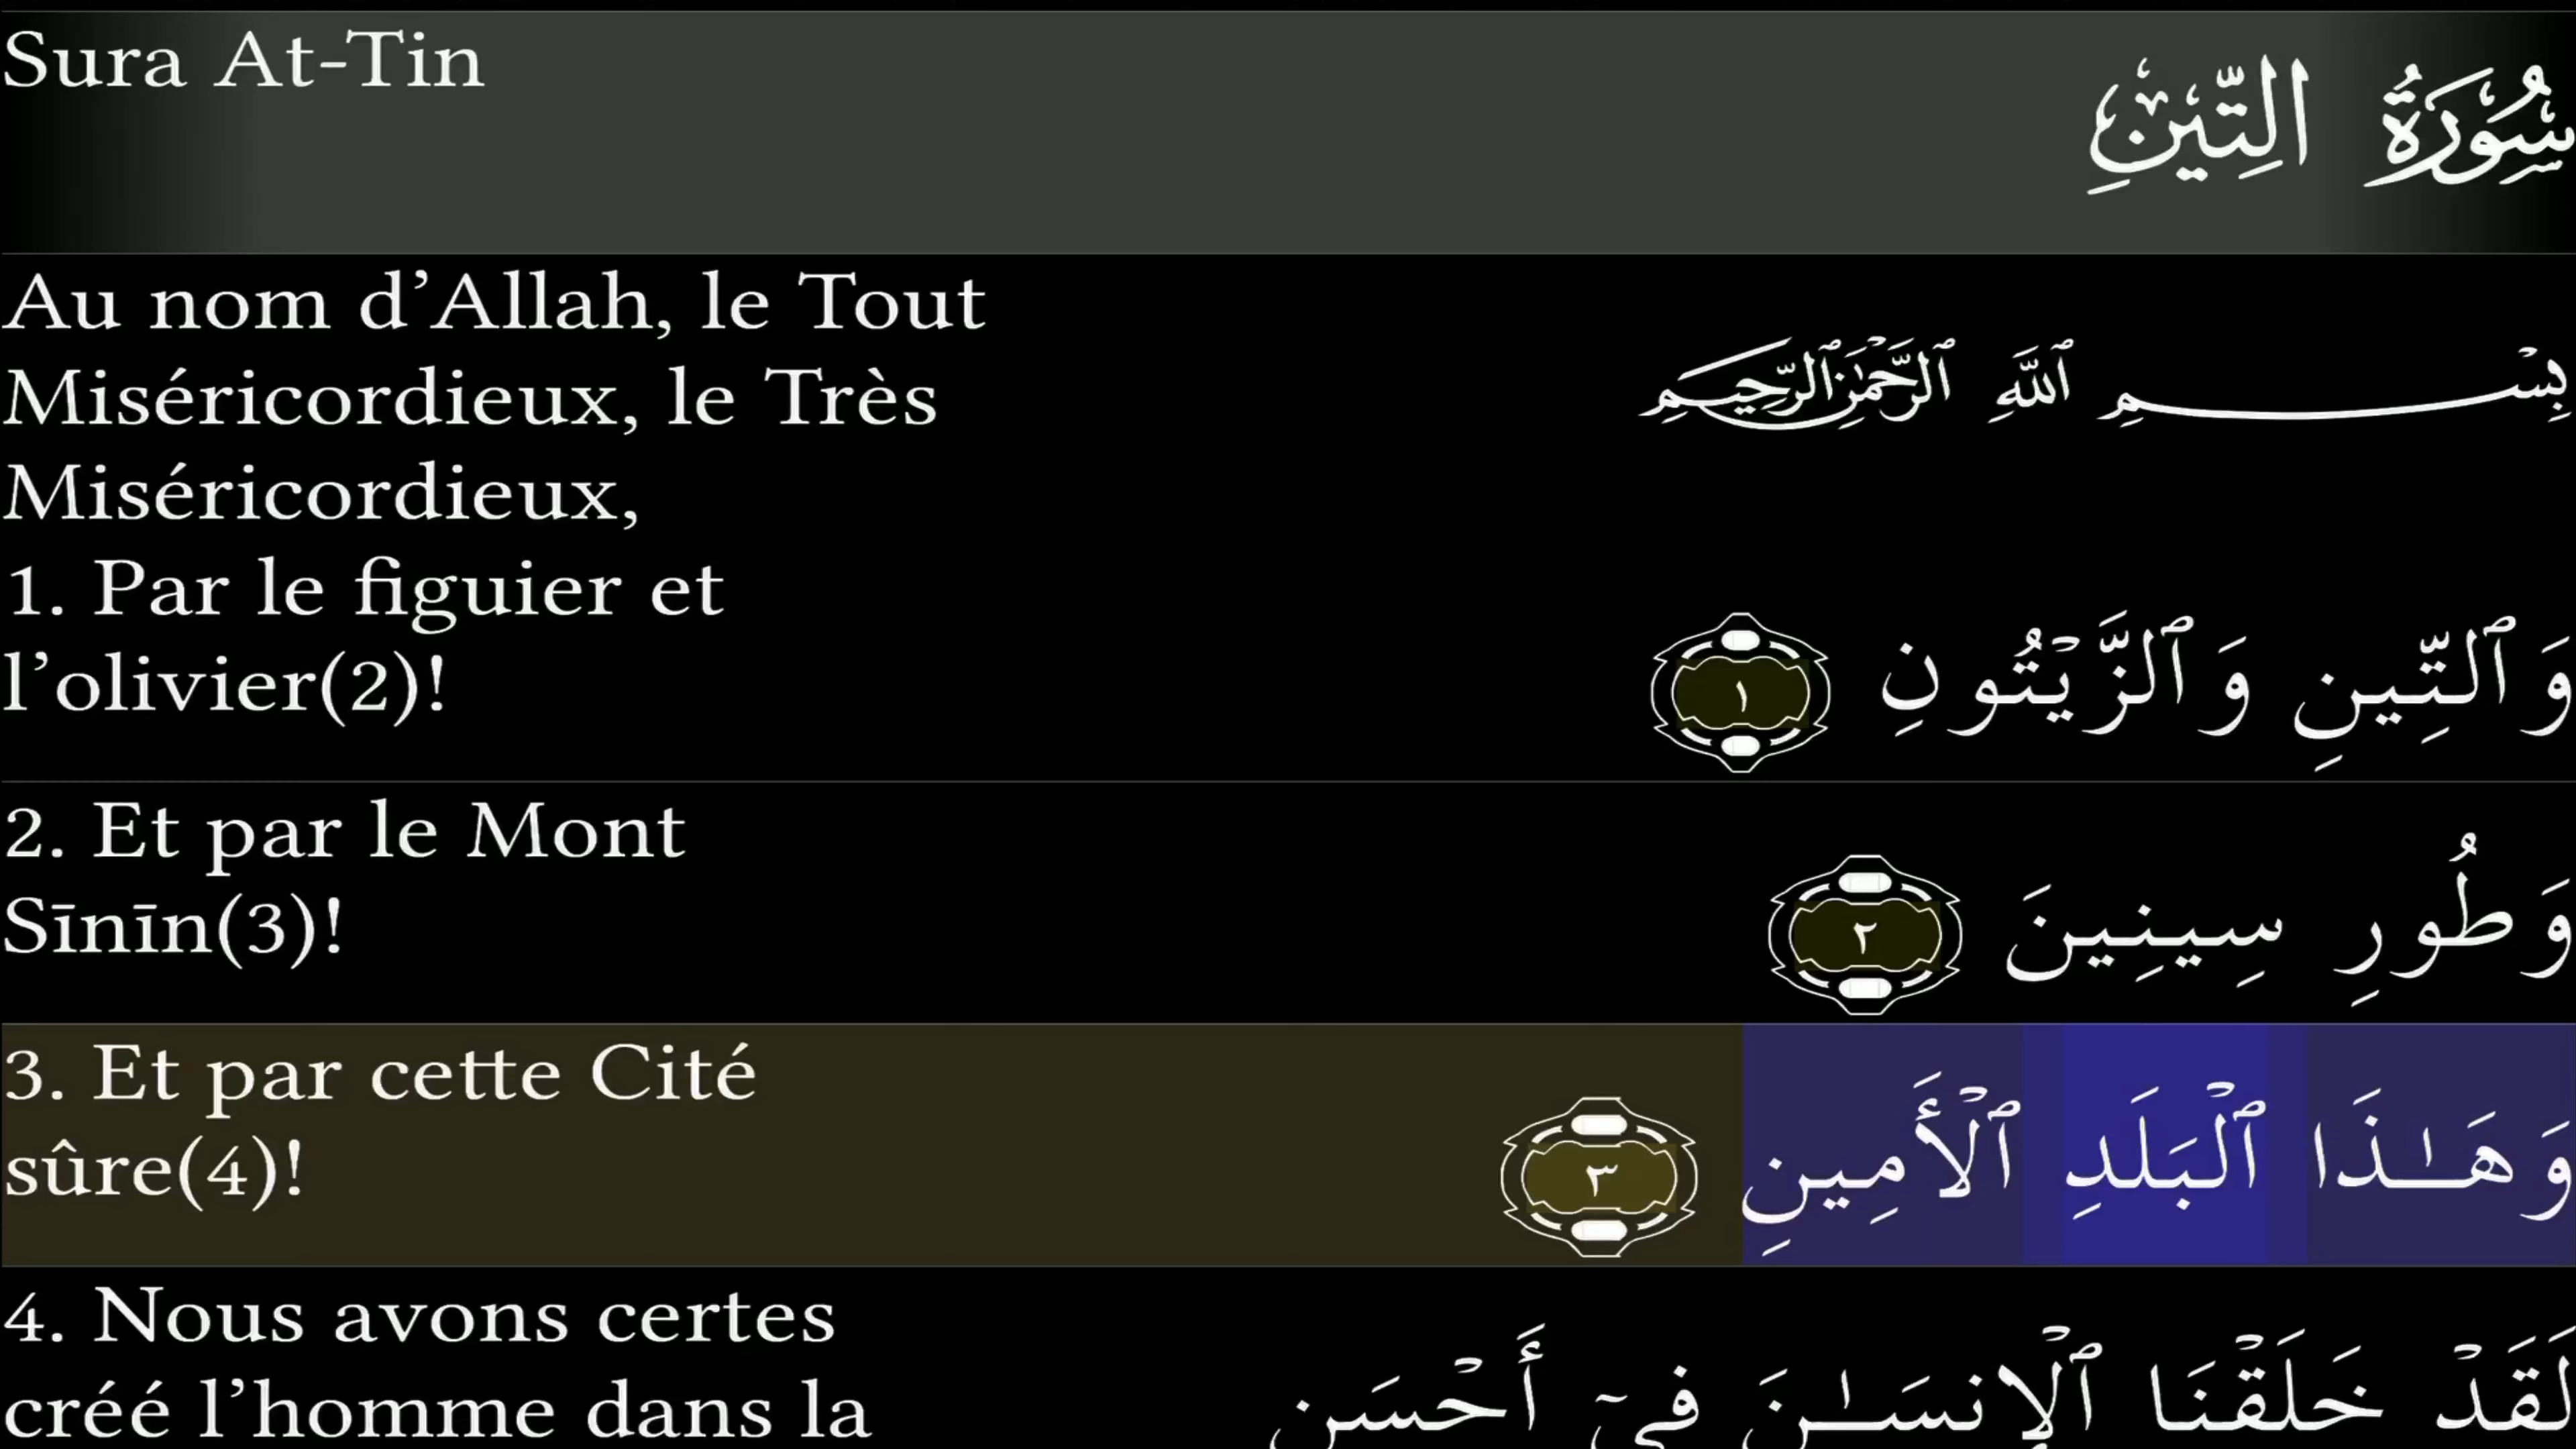 Sura At-Tin
سُورَةُ التِّينِ
Au nom d’Allah, le Tout
Miséricordieux, le Très
Miséricordieux,
بِسْمِ ٱللَّهِ ٱلرَّحْمَٰنِ ٱلرَّحِيمِ
1. Par le figuier et
l’olivier(2)!
وَٱلتِّينِ وَٱلزَّيْتُونِ ١
2. Et par le Mont
Sīnīn(3)!
وَطُورِ سِينِينَ ٢
3. Et par cette Cité
sûre(4)!
وَهَـٰذَا ٱلْبَلَدِ ٱلْأَمِينِ ٣
4. Nous avons certes
créé l’homme dans la
لَقَدْ خَلَقْنَا ٱلْإِنسَـٰنَ فِىٓ أَحْسَنِ